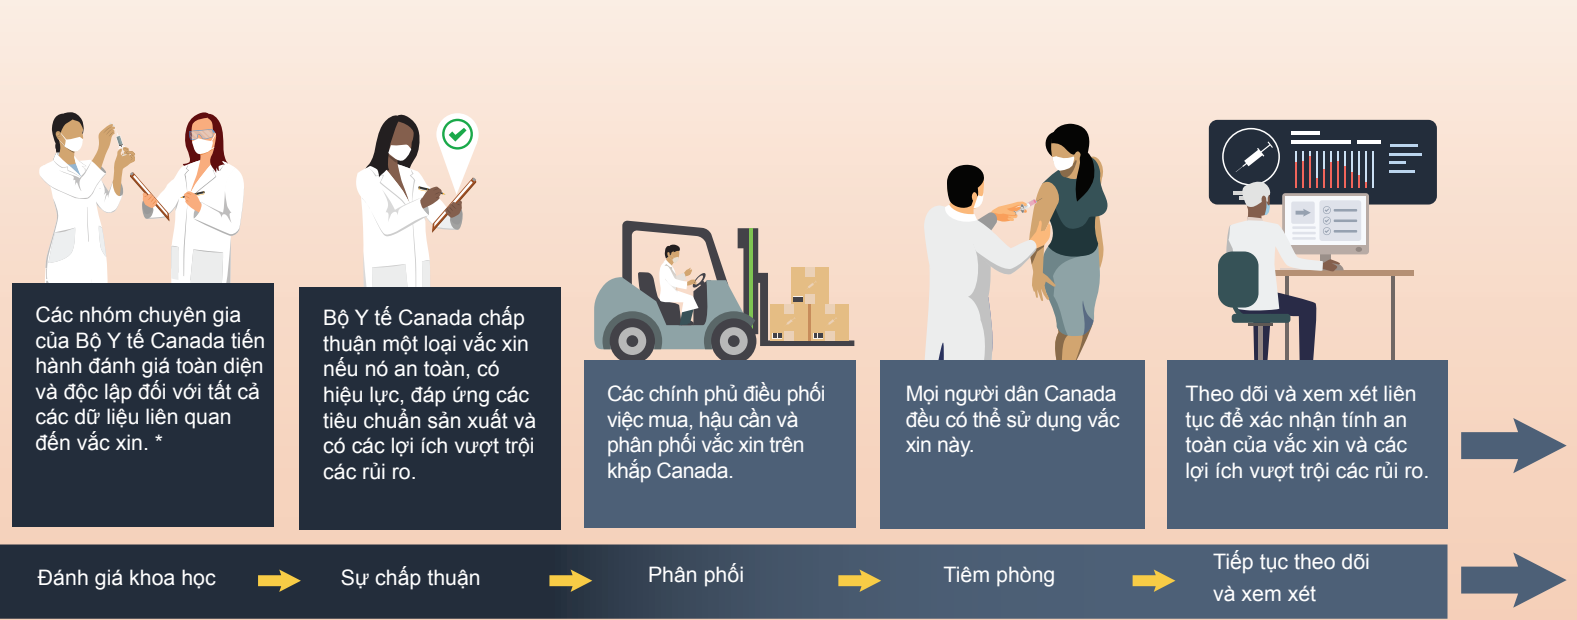 Các nhóm chuyên gia
của Bộ Y tế Canada tiến
hành đánh giá toàn diện
và độc lập đối với tất cả
các dữ liệu liên quan
đến vắc xin. *
Bộ Y tế Canada chấp
thuận một loại vắc xin
nếu nó an toàn, có
hiệu lực, đáp ứng các
tiêu chuẩn sản xuất và
có các lợi ích vượt trội
các rủi ro.
Các chính phủ điều phối
việc mua, hậu cần và
phân phối vắc xin trên
khắp Canada.
Mọi người dân Canada
đều có thể sử dụng vắc
xin này.
Theo dõi và xem xét liên
tục để xác nhận tính an
toàn của vắc xin và các
lợi ích vượt trội các rủi ro.
Đánh giá khoa học
Sự chấp thuận
Phân phối
Tiêm phòng
Tiếp tục theo dõi
và xem xét